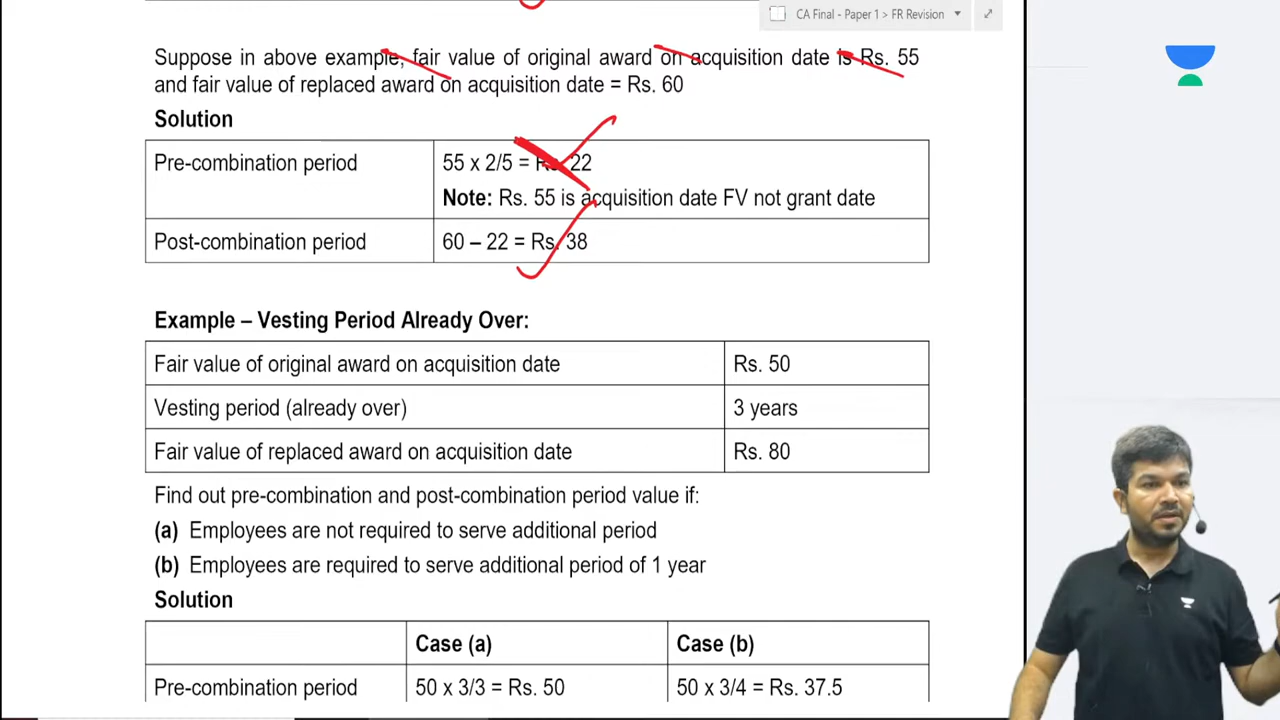 CA Final - Paper 1 > FR Revision
Suppose in above example, fair value of original award on acquisition date is Rs. 55
and fair value of replaced award on acquisition date = Rs. 60
Solution
Pre-combination period 55 x 2/5 = Rs. 22
Note: Rs. 55 is acquisition date FV not grant date
Post-combination period 60 – 22 = Rs. 38
Example – Vesting Period Already Over:
Fair value of original award on acquisition date Rs. 50
Vesting period (already over) 3 years
Fair value of replaced award on acquisition date Rs. 80
Find out pre-combination and post-combination period value if:
(a) Employees are not required to serve additional period
(b) Employees are required to serve additional period of 1 year
Solution
Case (a) Case (b)
Pre-combination period 50 x 3/3 = Rs. 50 50 x 3/4 = Rs. 37.5